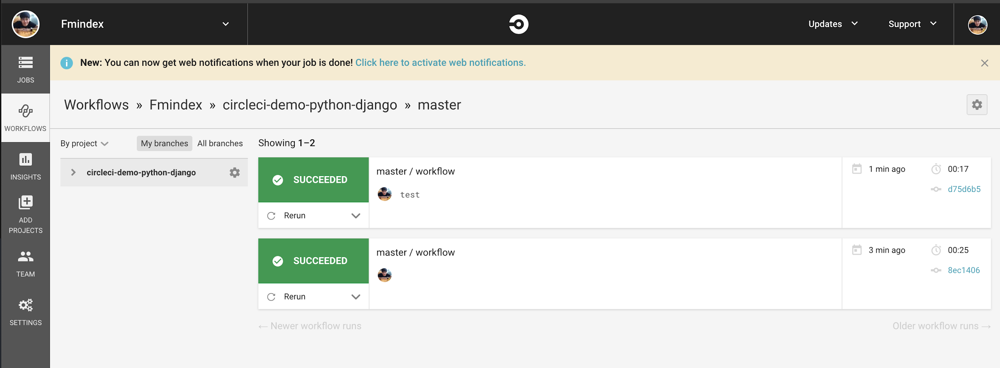 Fmindex
Updates
Support
New: You can now get web notifications when your job is done! Click here to activate web notifications.
JOBS
WORKFLOWS
INSIGHTS
ADD
PROJECTS
TEAM
SETTINGS
Workflows » Fmindex » circleci-demo-python-django » master
By project
My branches
All branches
circleci-demo-python-django
Showing 1–2
SUCCEEDED
Rerun
master / workflow
test
1 min ago
00:17
d75d6b5
SUCCEEDED
Rerun
master / workflow
3 min ago
00:25
8ec1406
← Newer workflow runs
Older workflow runs →